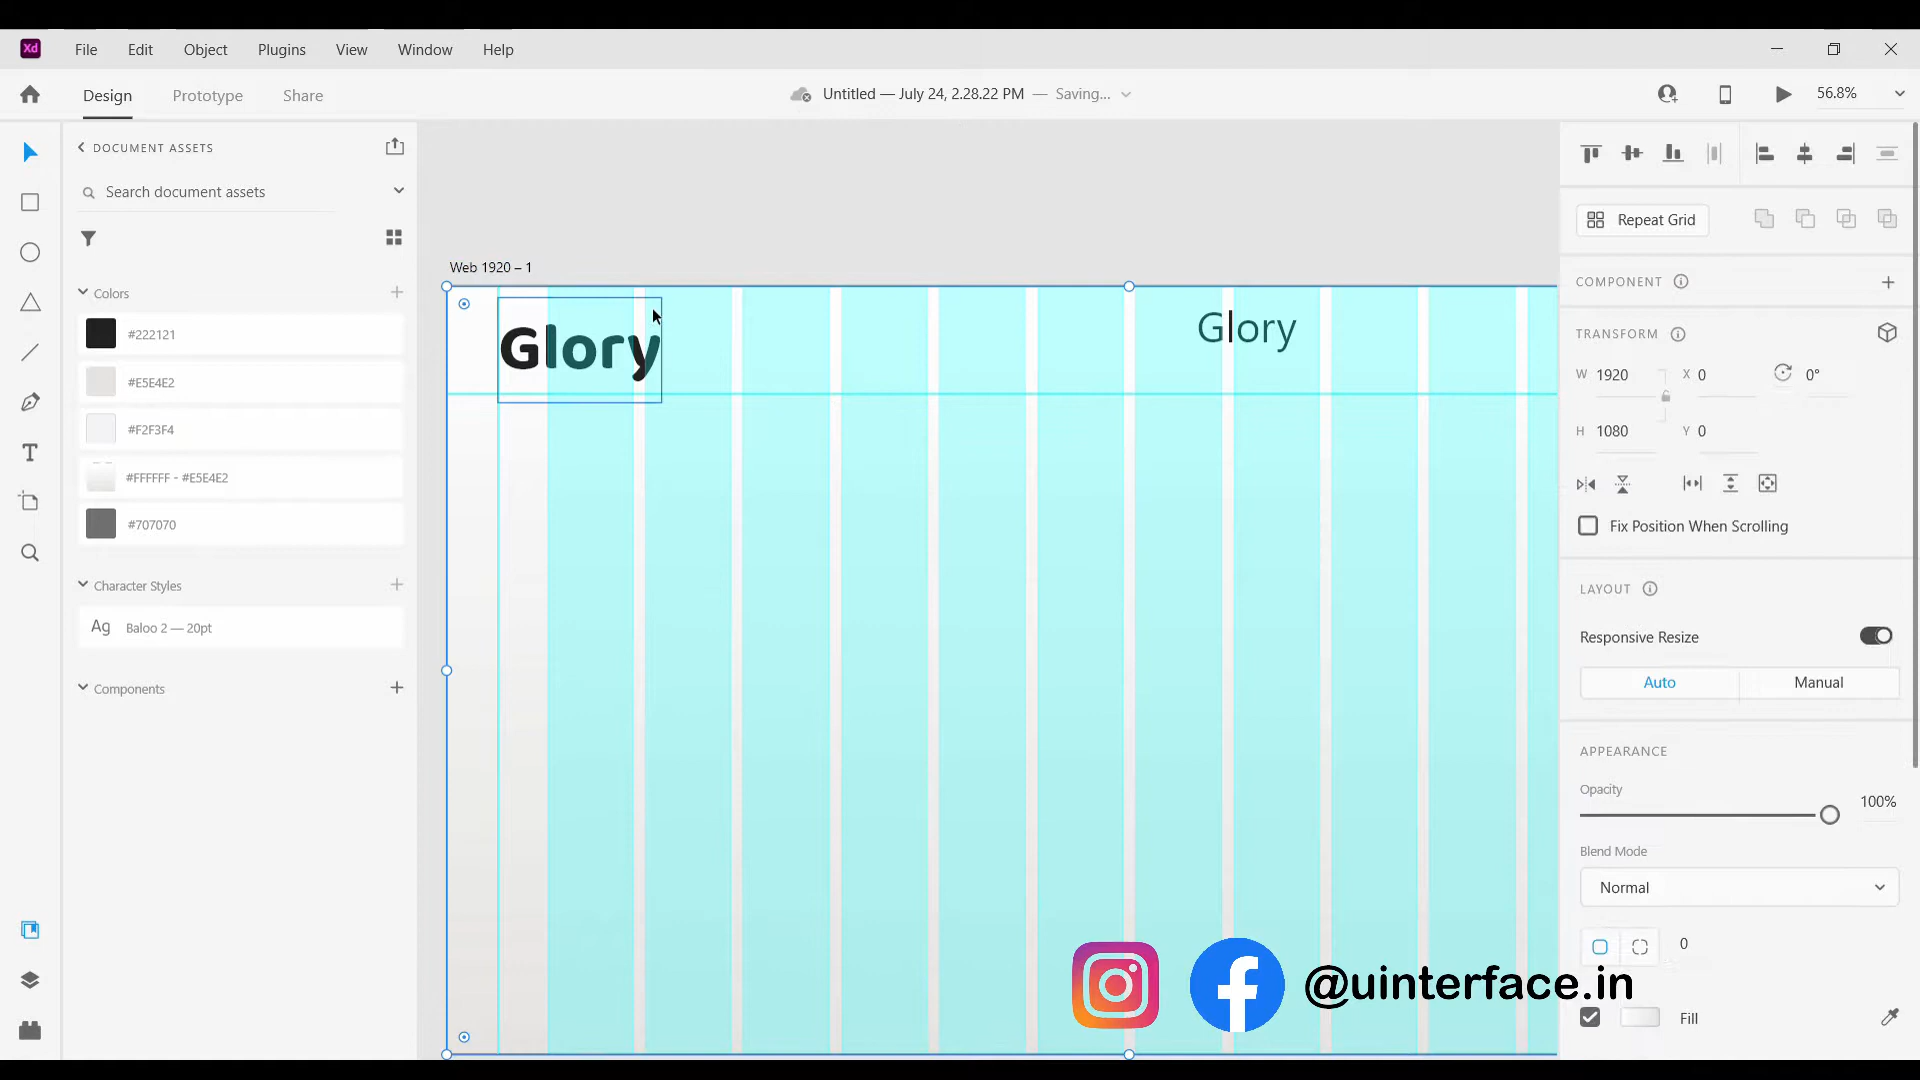 Xd File Edit Object Plugins View Window Help
Design Prototype Share
Untitled — July 24, 2.28.22 PM — Saving...
56.8%
DOCUMENT ASSETS
Search document assets
Colors
#222121
#E5E4E2
#F2F3F4
#FFFFFF - #E5E4E2
#707070
Character Styles
Ag Baloo 2 — 20pt
Components
Web 1920 – 1
Glory
Glory
Repeat Grid
COMPONENT
TRANSFORM
W 1920 X 0 0°
H 1080 Y 0
Fix Position When Scrolling
LAYOUT
Responsive Resize
Auto Manual
APPEARANCE
Opacity
100%
Blend Mode
Normal
0
Fill
@uinterface.in